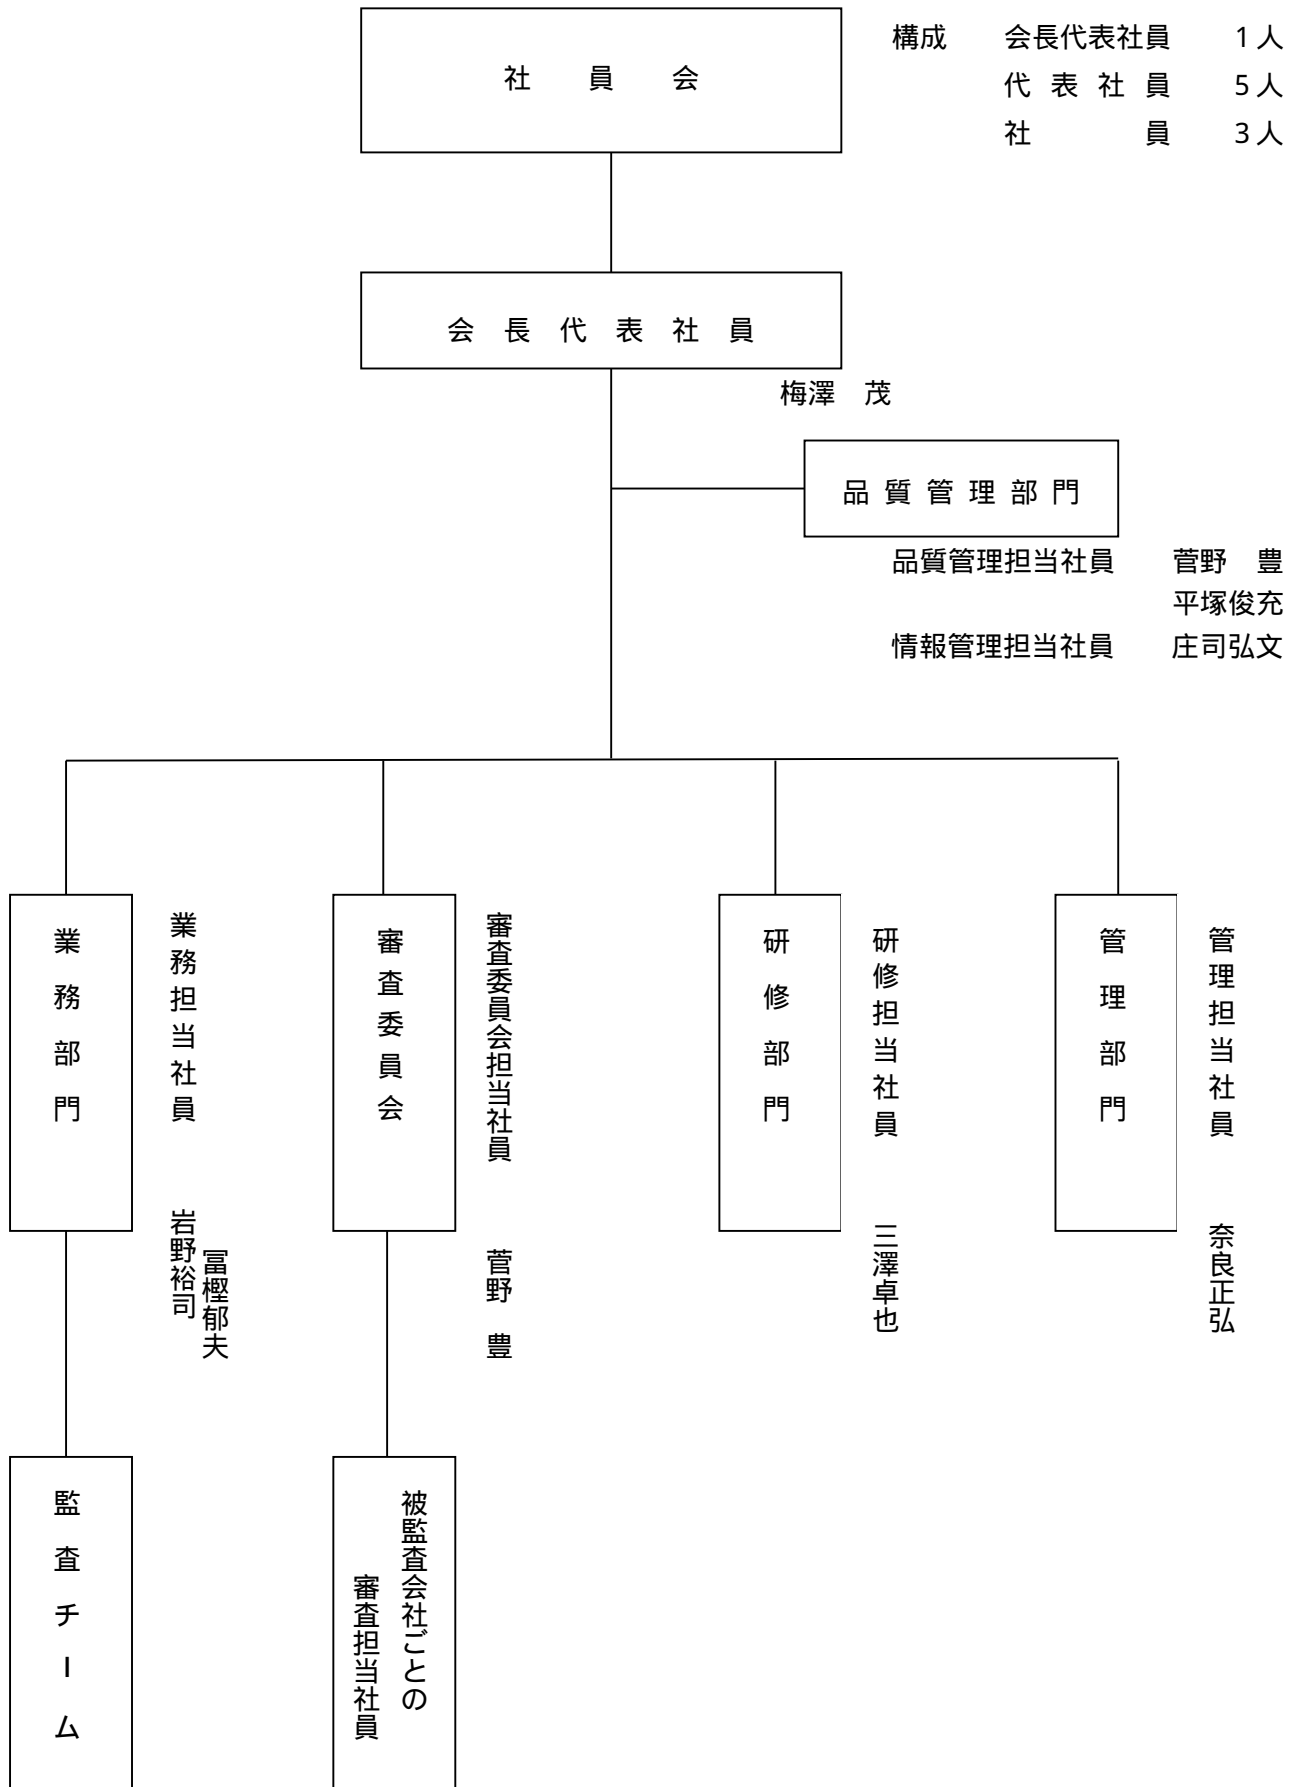 社　員　会
構成　会長代表社員　1人
代表社員　5人
社員　3人
会長代表社員
梅澤　茂
品質管理部門
品質管理担当社員　菅野　豊
平塚俊充
情報管理担当社員　庄司弘文
業務部門
業務担当社員　岩野裕司
冨樫郁夫
審査委員会
審査委員会担当社員　菅野　豊
研修部門
研修担当社員　三澤卓也
管理部門
管理担当社員　奈良正弘
監査チーム
被監査会社ごとの
審査担当社員